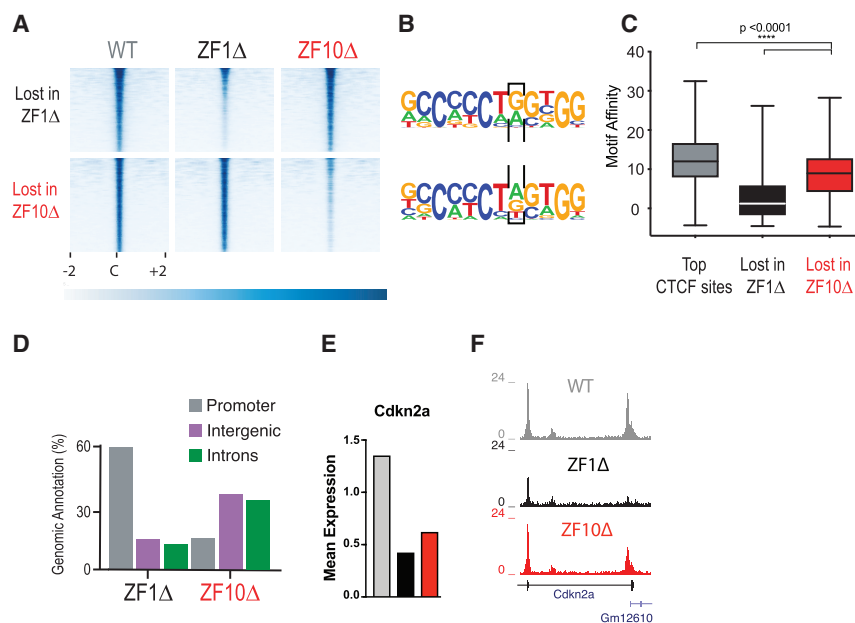 A
WT
ZF1Δ
ZF10Δ
Lost in
ZF1Δ
Lost in
ZF10Δ
-2
C
+2
B
GCCCCCTGGTGG
GCCCCCTAGTGG
C
p <0.0001
****
Motif Affinity
40
30
20
10
0
Top
CTCF sites
Lost in
ZF1Δ
Lost in
ZF10Δ
D
Promoter
Intergenic
Introns
Genomic Annotation (%)
60
30
0
ZF1Δ
ZF10Δ
E
Cdkn2a
Mean Expression
1.5
1.0
0.5
0.0
F
24
WT
0
24
ZF1Δ
0
24
ZF10Δ
0
Cdkn2a
Gm12610